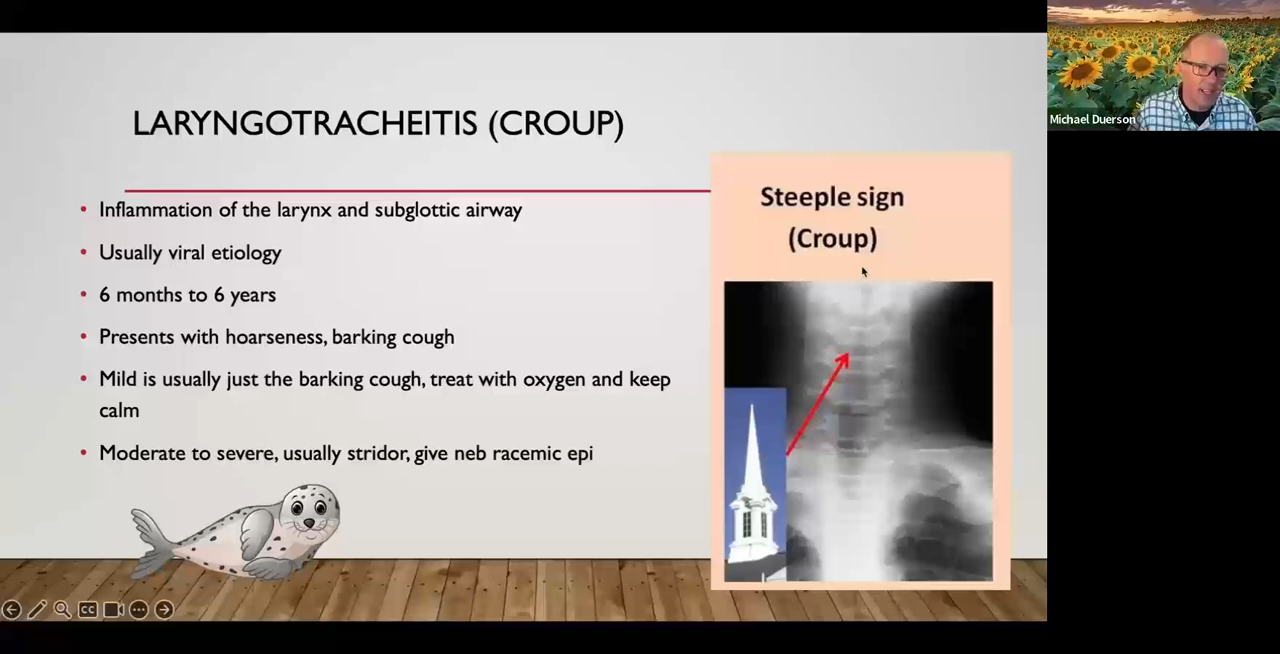 LARYNGOTRACHEITIS (CROUP)
Inflammation of the larynx and subglottic airway
Usually viral etiology
6 months to 6 years
Presents with hoarseness, barking cough
Mild is usually just the barking cough, treat with oxygen and keep
calm
Moderate to severe, usually stridor, give neb racemic epi
Steeple sign
(Croup)
CC
Michael Duerson